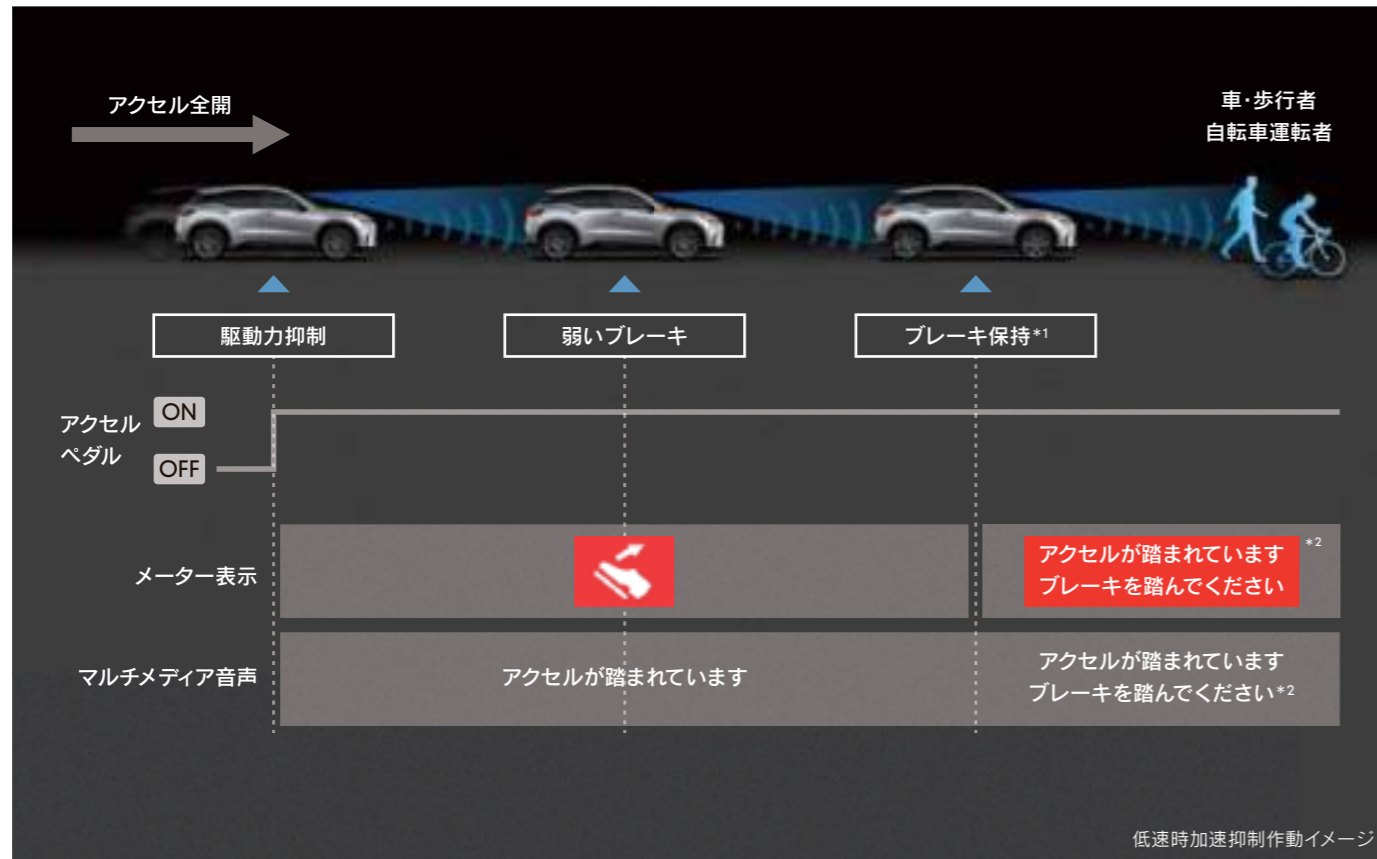 アクセル全開
車・歩行者
自転車運転者
駆動力抑制
弱いブレーキ
ブレーキ保持*1
アクセル
ペダル
ON
OFF
メーター表示
アクセルが踏まれています
ブレーキを踏んでください
*2
マルチメディア音声
アクセルが踏まれています
アクセルが踏まれています
ブレーキを踏んでください*2
低速時加速抑制作動イメージ